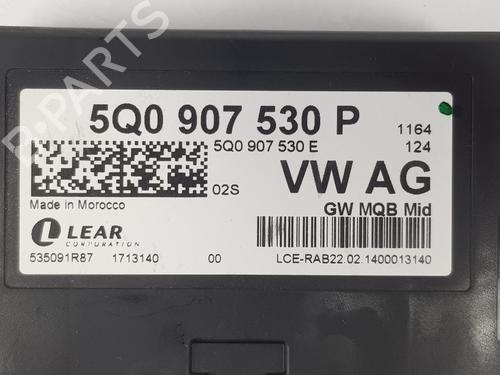 5Q0 907 530 P 1164
5Q0 907 530 E 124
02S VW AG
Made in Morocco GW MQB Mid
LEAR
CORPORATION
535091R87 1713140 00 LCE-RAB22.02.1400013140
B-PARTS